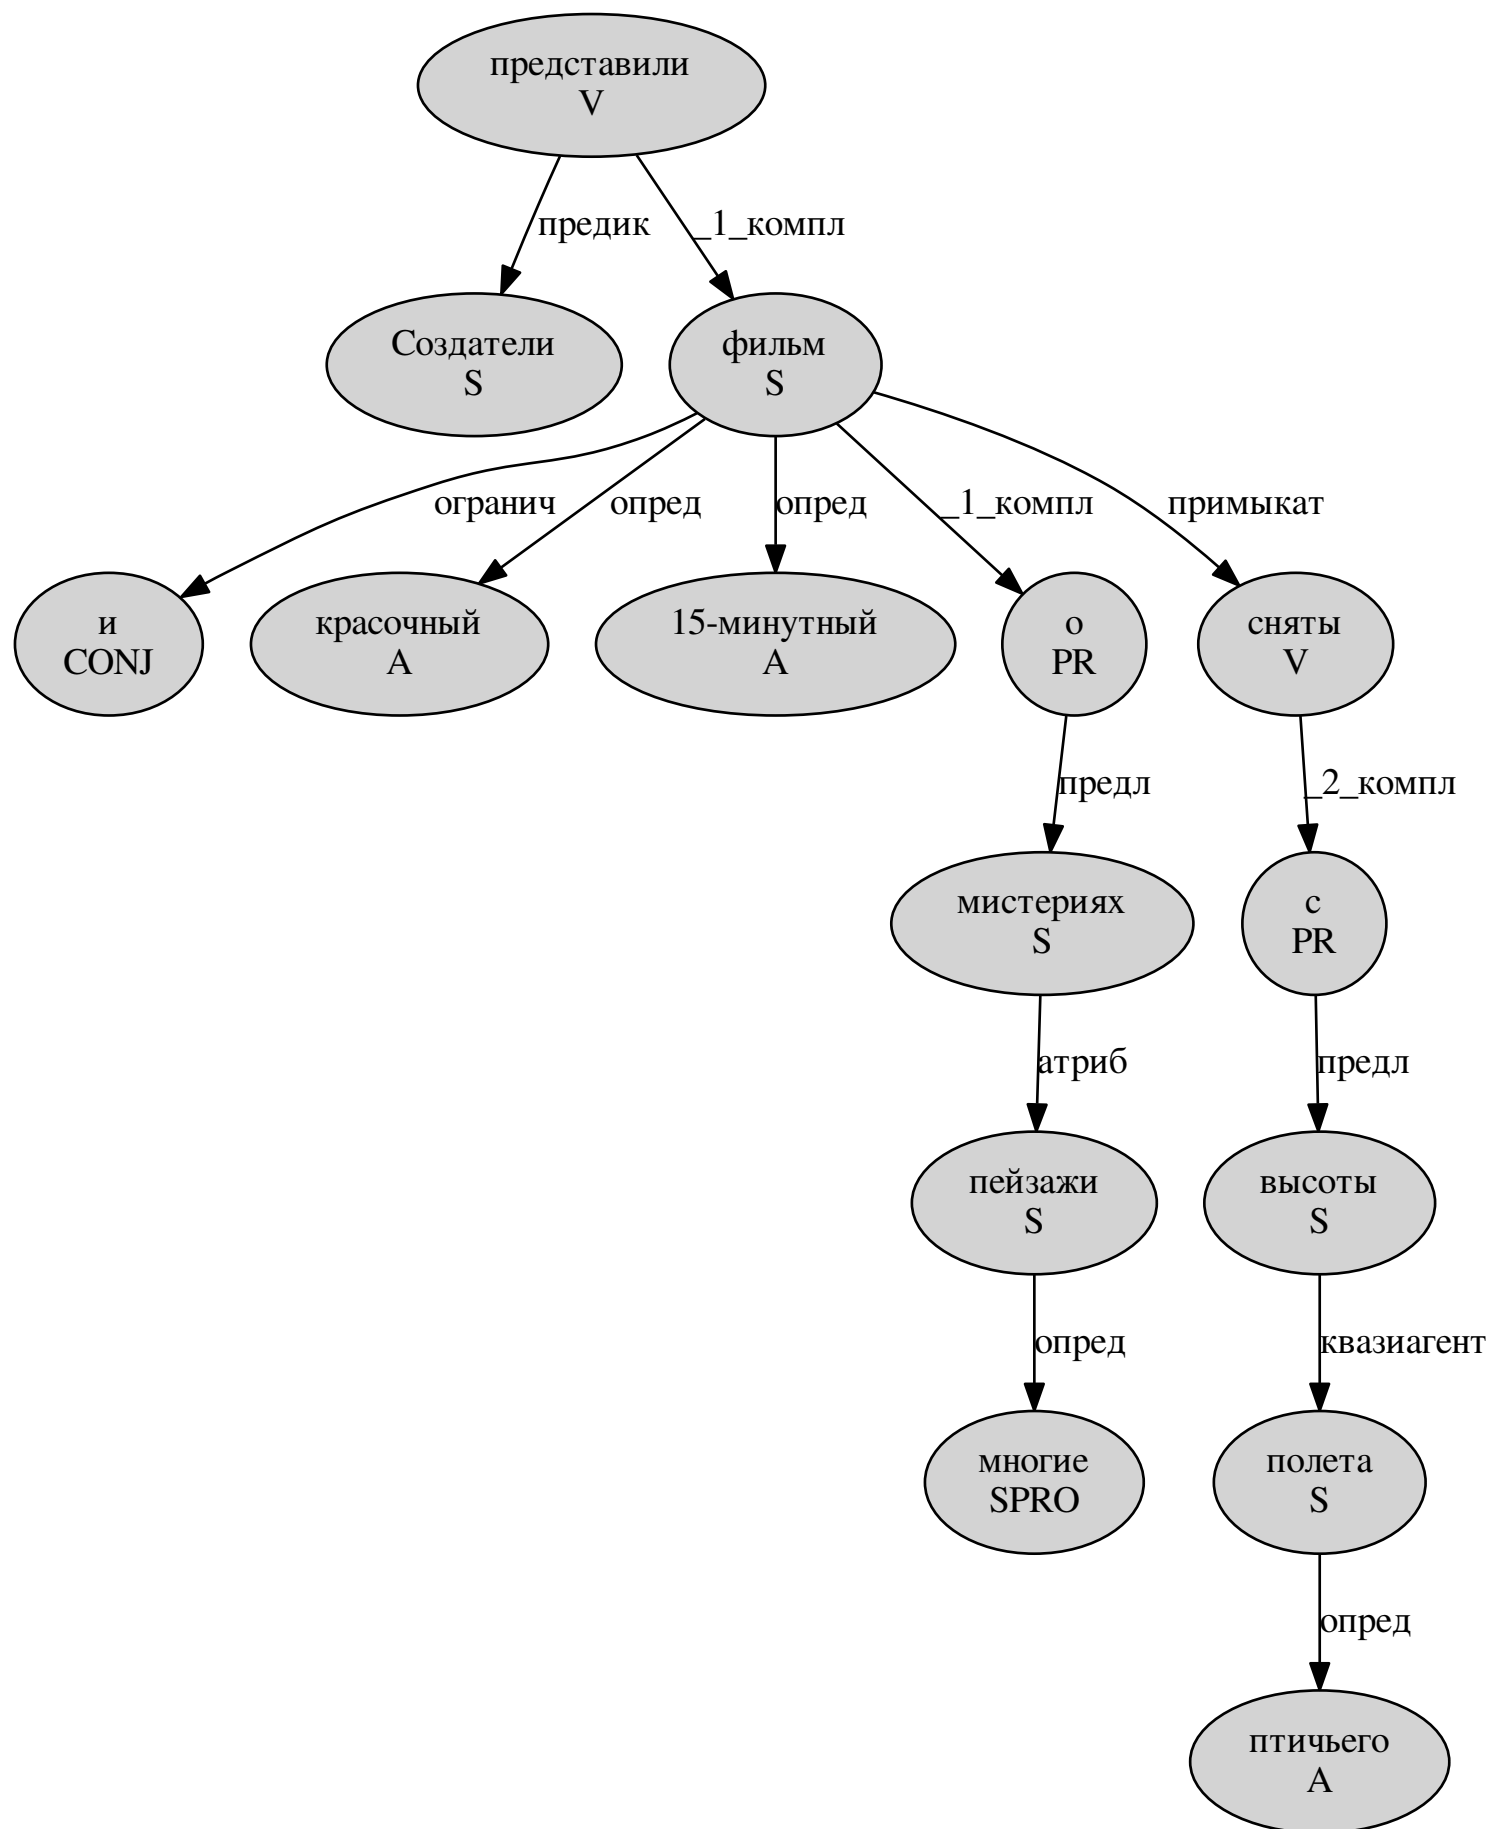 представили
V
предик
_1_компл
Создатели
S
фильм
S
огранич
опред
опред
_1_компл
примыкат
и
CONJ
красочный
A
15-минутный
A
о
PR
сняты
V
предл
_2_компл
мистериях
S
с
PR
атриб
предл
пейзажи
S
высоты
S
опред
квазиагент
многие
SPRO
полета
S
опред
птичьего
A